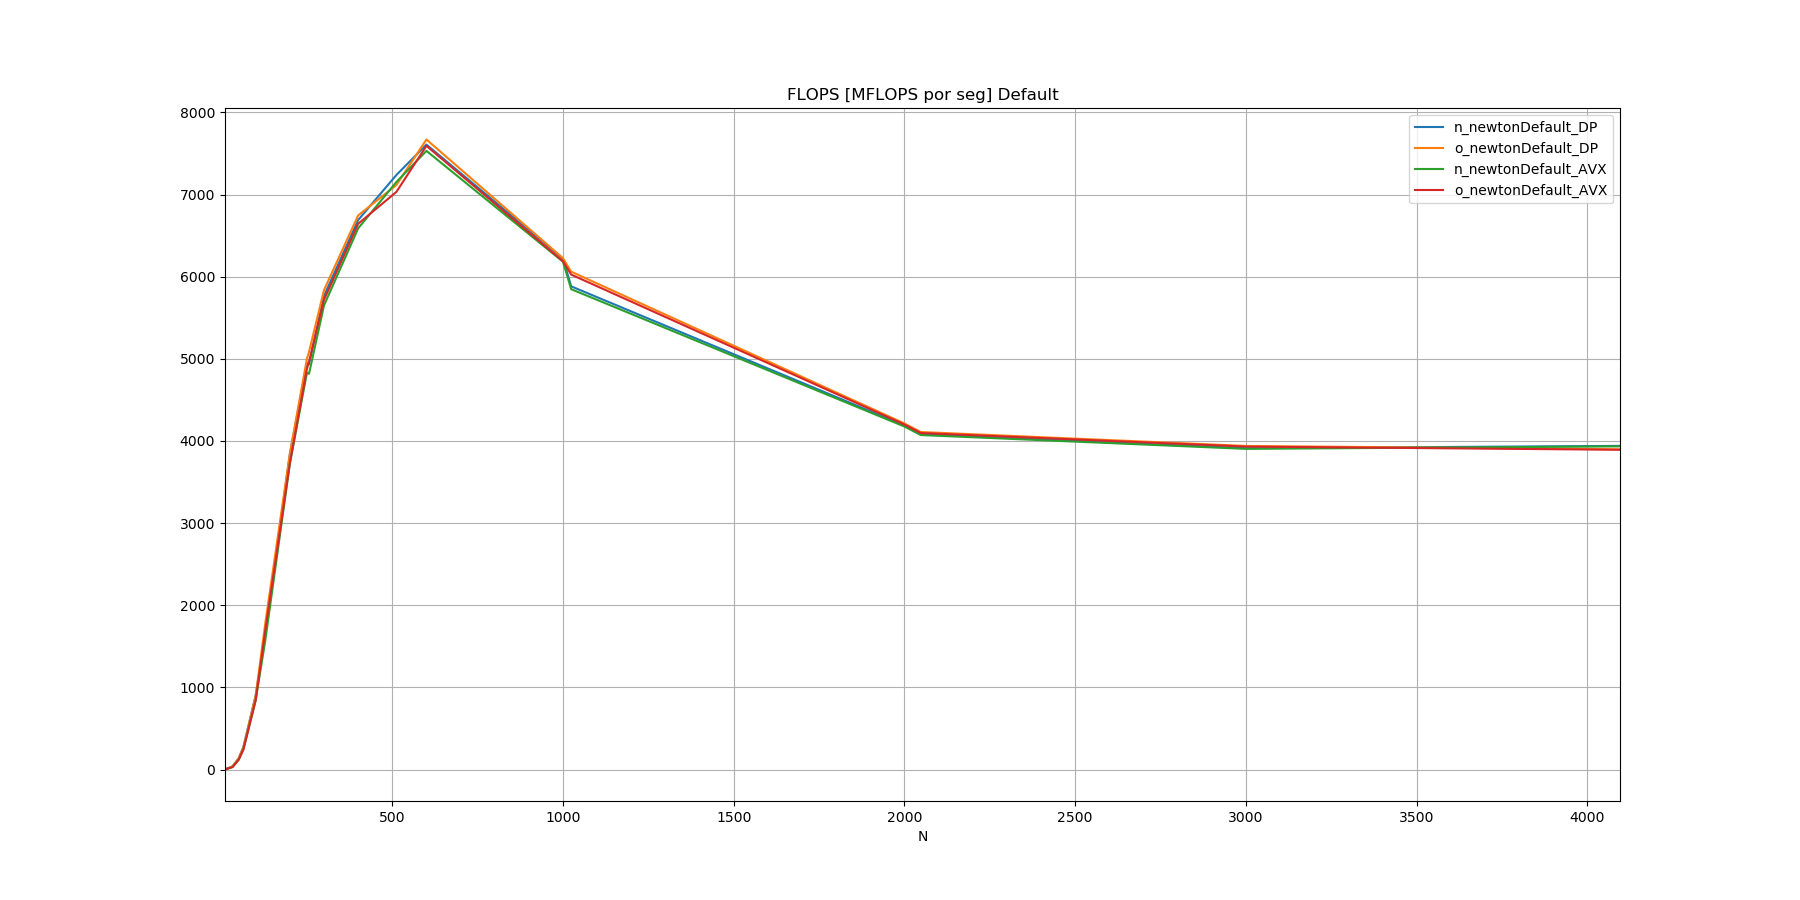 FLOPS [MFLOPS por seg] Default
8000
7000
6000
5000
4000
3000
2000
1000
0
n_newtonDefault_DP
o_newtonDefault_DP
n_newtonDefault_AVX
o_newtonDefault_AVX
500 1000 1500 2000 2500 3000 3500 4000
N